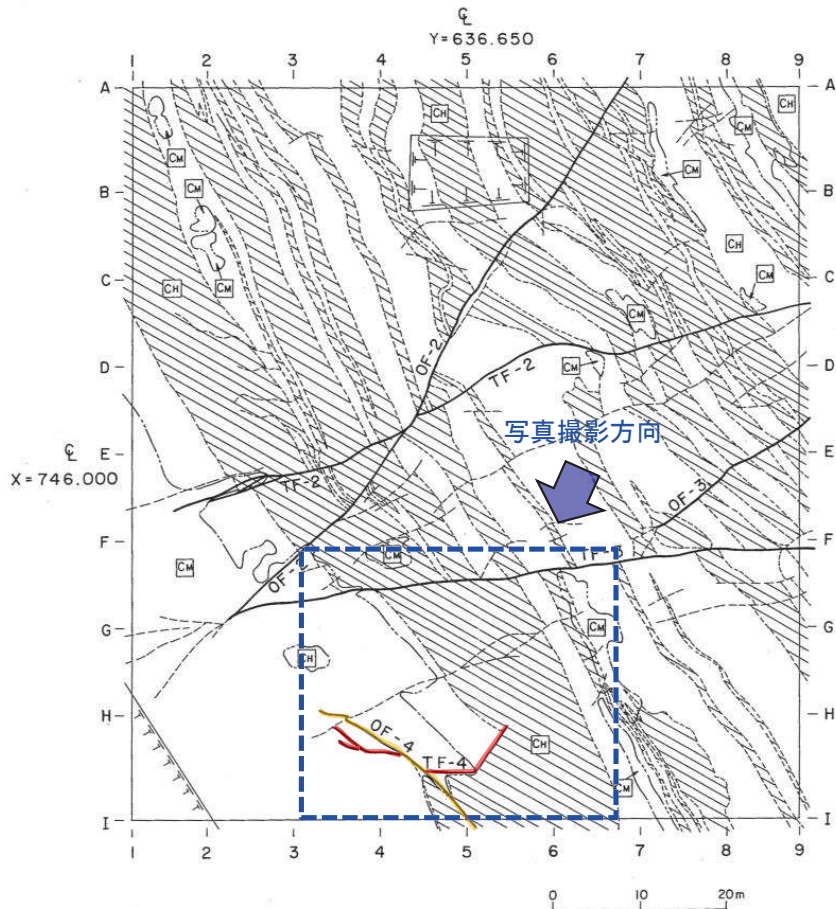 ℄
Y=636.650
1 2 3 4 5 6 7 8 9
A A
CH CH
CM
CM CM
B CM B
CH
C CH CM CM C
CM
OF-2
D TF-2 CM D
写真撮影方向
E E
℄
X=746.000
TF-2 OF-3
F F
CM CM
OF-2
G CM G
CH
H H
OF-4 CH
TF-4
CM
I I
1 2 3 4 5 6 7 8 9
0 10 20m